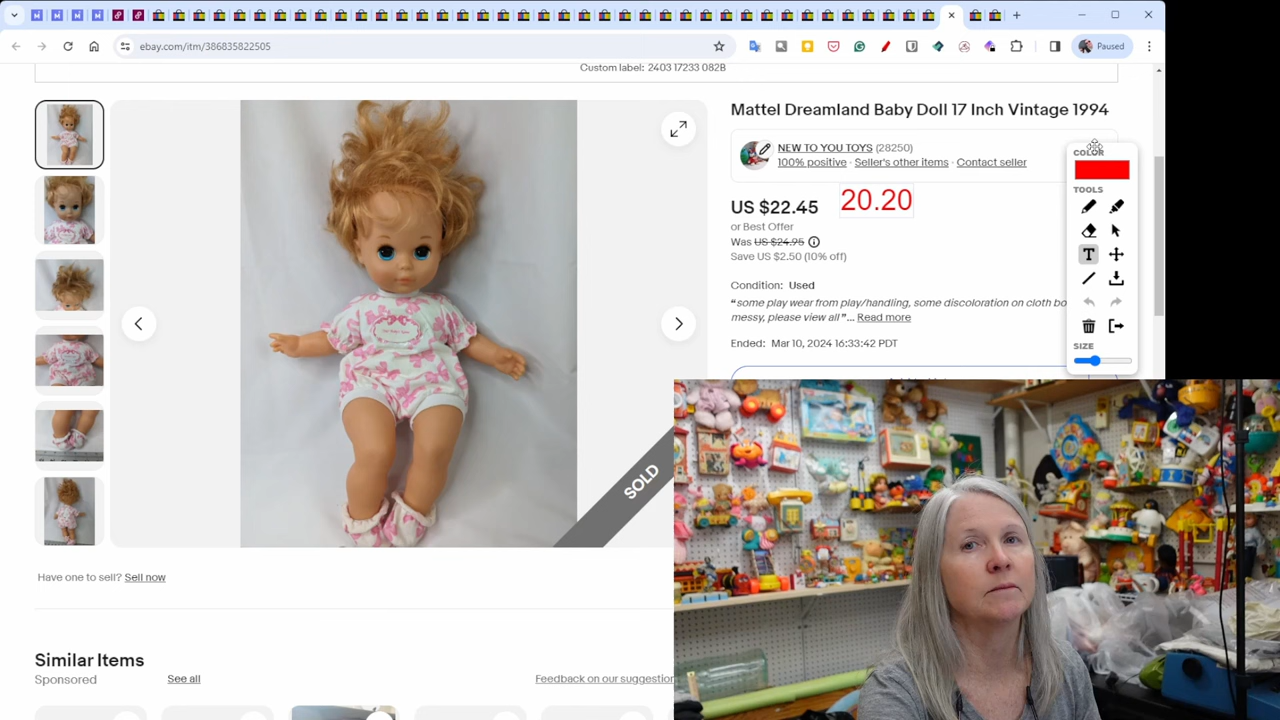 ebay.com/itm/386835822505
Paused
Custom label: 2403 17233 082B
Mattel Dreamland Baby Doll 17 Inch Vintage 1994
NEW TO YOU TOYS (28250)
100% positive · Seller's other items · Contact seller
US $22.45
20.20
or Best Offer
Was US $24.95
Save US $2.50 (10% off)
Condition: Used
“some play wear from play/handling, some discoloration on cloth bo
messy, please view all”... Read more
Ended: Mar 10, 2024 16:33:42 PDT
COLOR
TOOLS
T
SIZE
SOLD
Have one to sell? Sell now
Similar Items
Sponsored
See all
Feedback on our suggestion